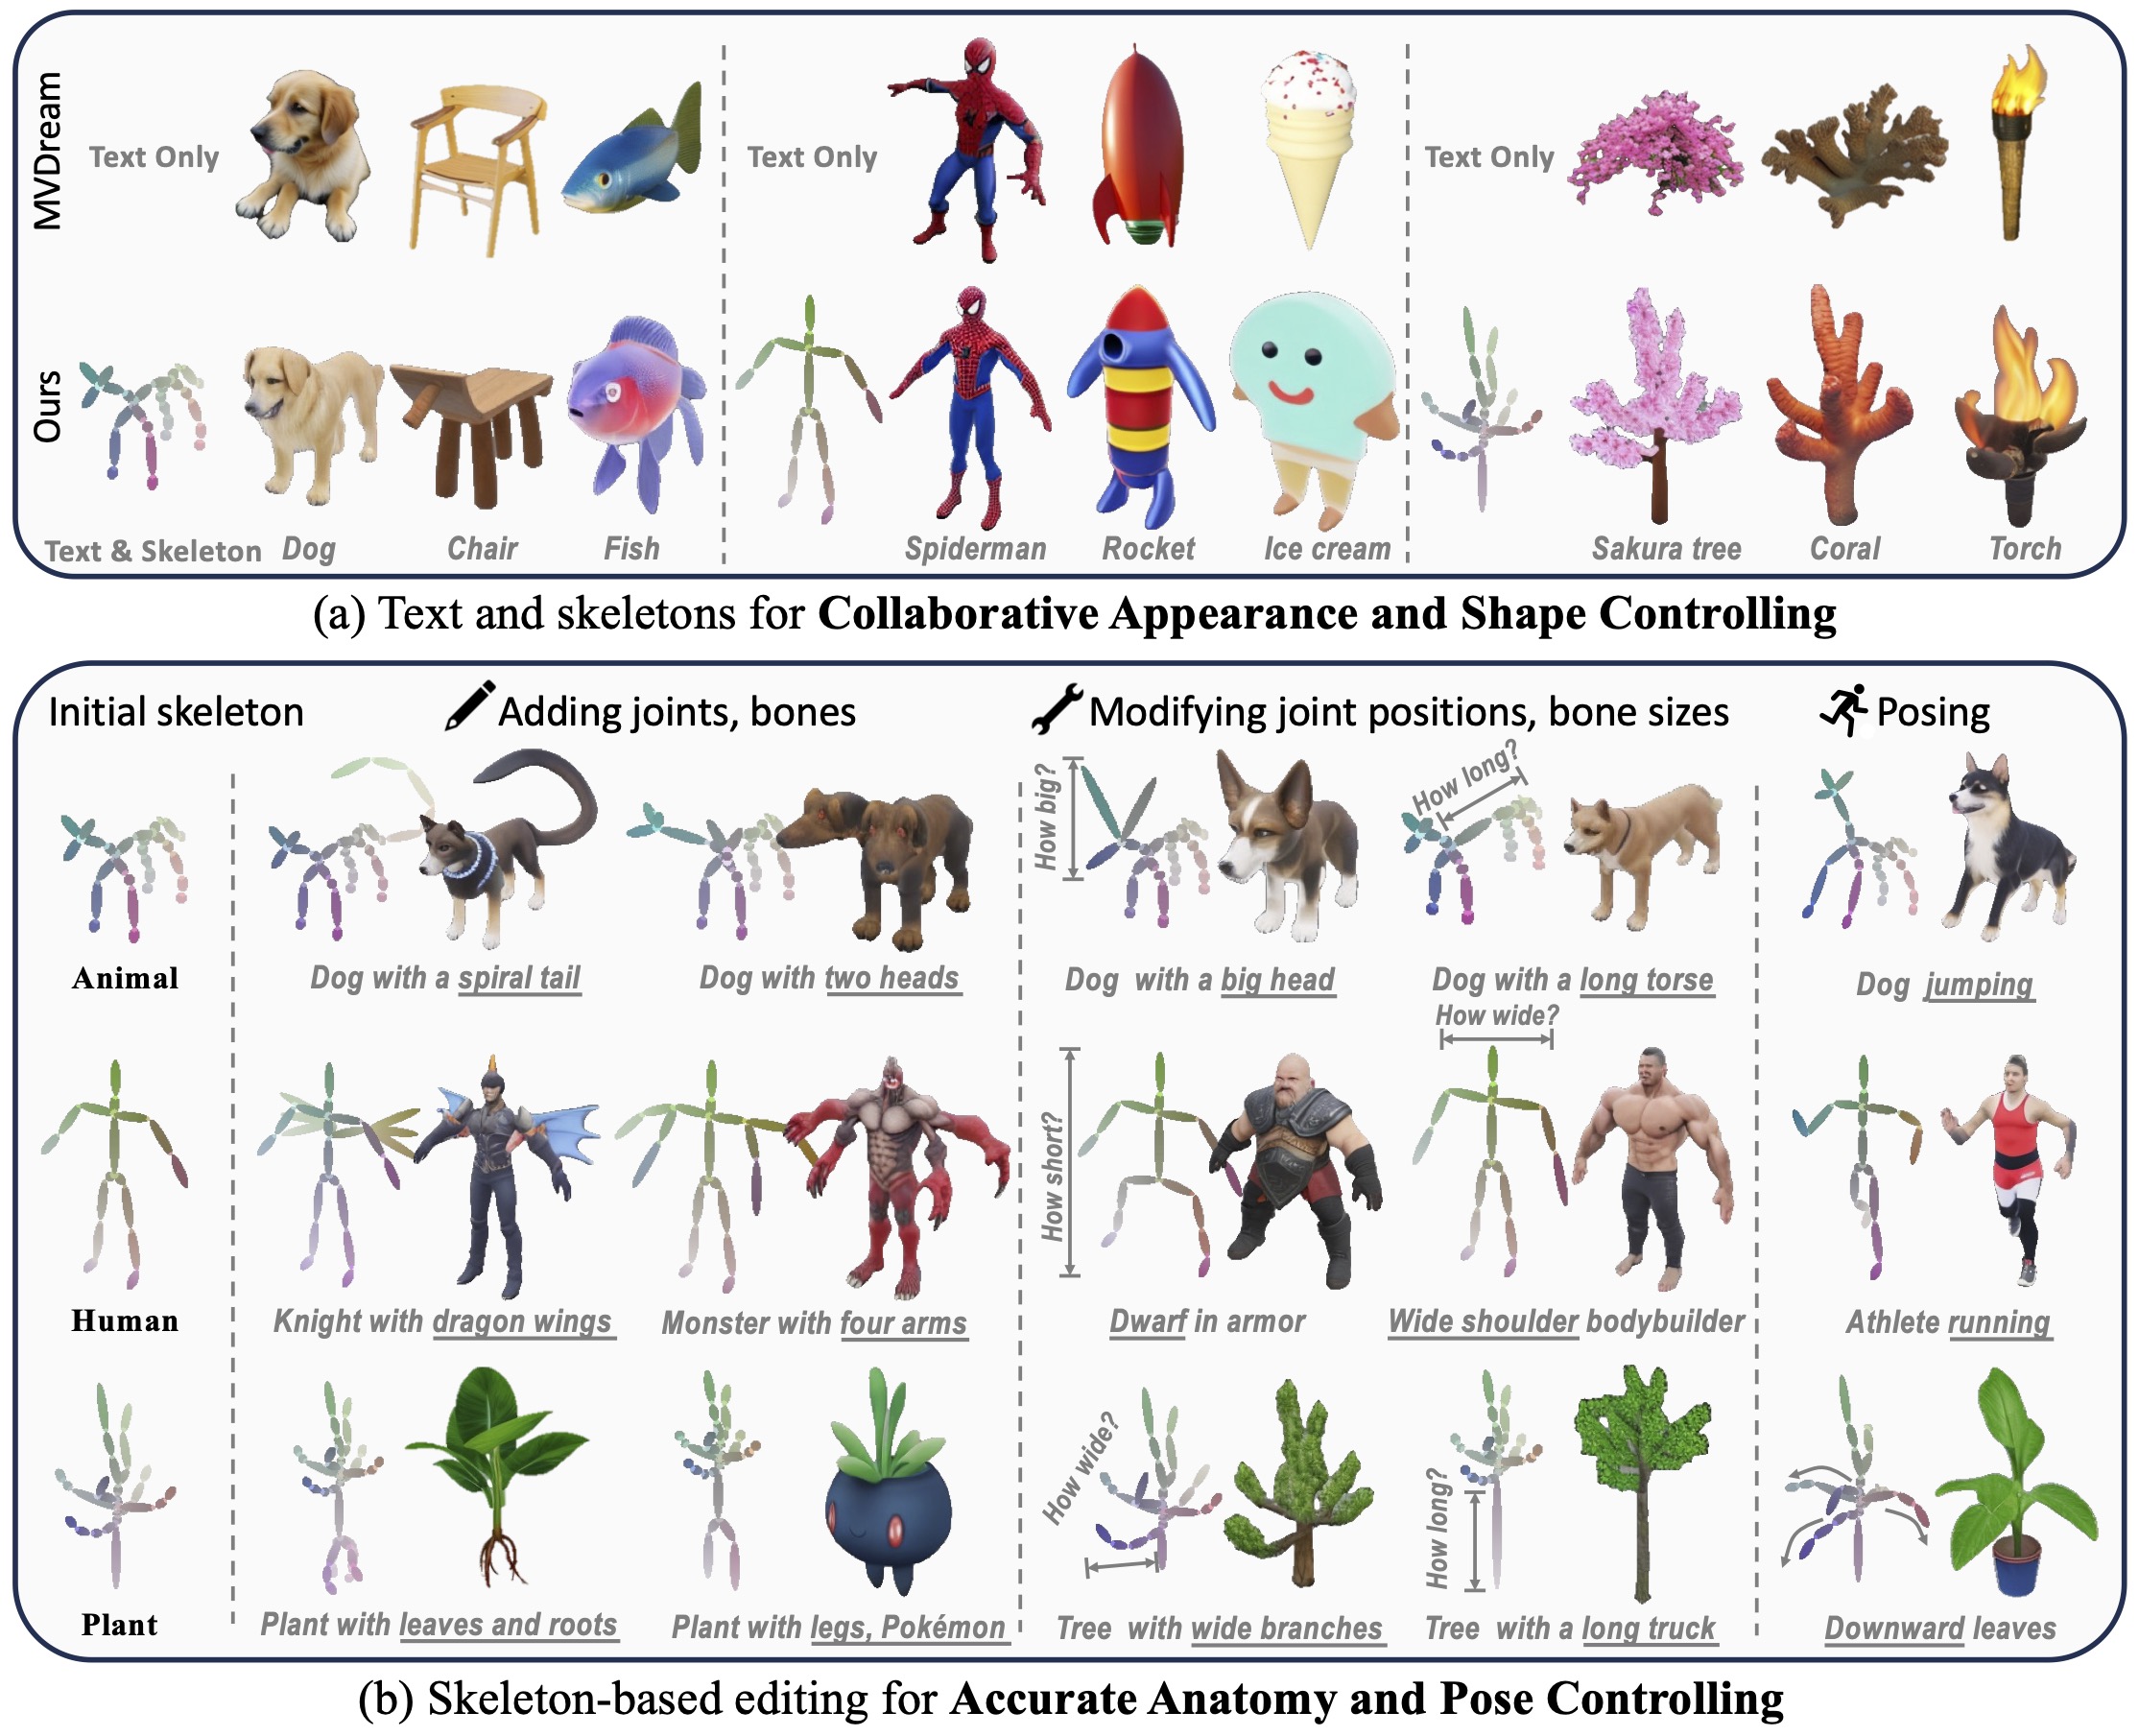 MVDream
Text Only
Text Only
Text Only
Ours
Text & Skeleton
Dog
Chair
Fish
Spiderman
Rocket
Ice cream
Sakura tree
Coral
Torch
(a) Text and skeletons for Collaborative Appearance and Shape Controlling
Initial skeleton
Adding joints, bones
Modifying joint positions, bone sizes
Posing
How big?
How long?
Animal
Dog with a spiral tail
Dog with two heads
Dog with a big head
Dog with a long torse
Dog jumping
How short?
How wide?
Human
Knight with dragon wings
Monster with four arms
Dwarf in armor
Wide shoulder bodybuilder
Athlete running
How wide?
How long?
Plant
Plant with leaves and roots
Plant with legs, Pokémon
Tree with wide branches
Tree with a long truck
Downward leaves
(b) Skeleton-based editing for Accurate Anatomy and Pose Controlling